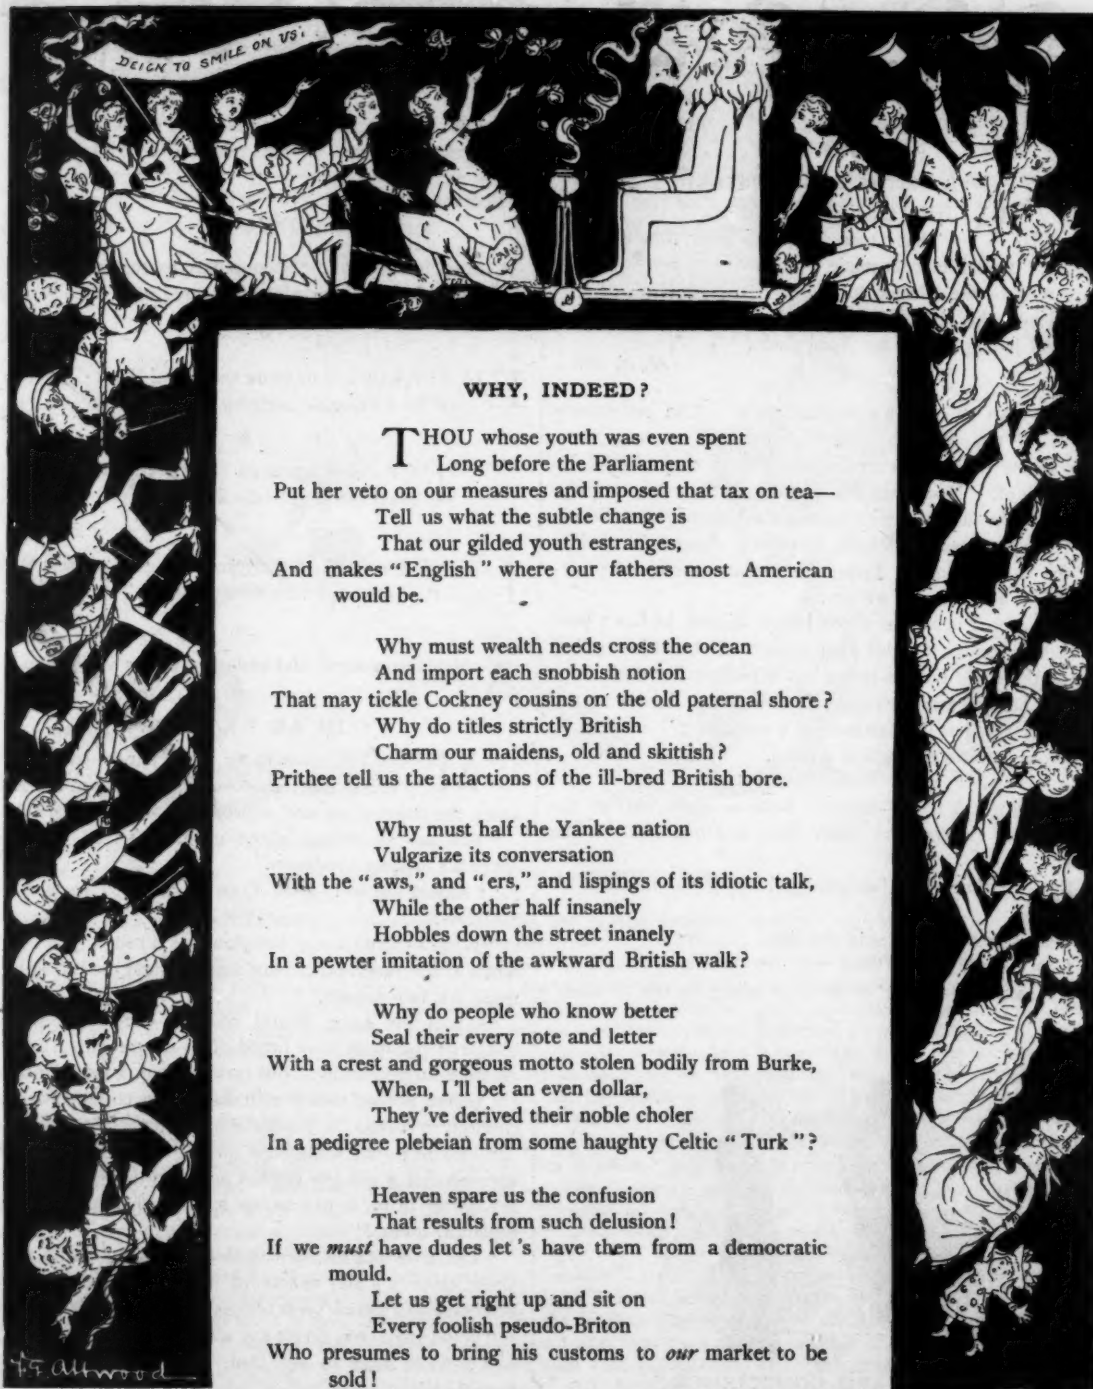 DEIGN TO SMILE ON US!
WHY, INDEED?
THOU whose youth was even spent
Long before the Parliament
Put her veto on our measures and imposed that tax on tea—
Tell us what the subtle change is
That our gilded youth estranges,
And makes "English" where our fathers most American
would be.
Why must wealth needs cross the ocean
And import each snobbish notion
That may tickle Cockney cousins on the old paternal shore?
Why do titles strictly British
Charm our maidens, old and skittish?
Prithee tell us the attactions of the ill-bred British bore.
Why must half the Yankee nation
Vulgarize its conversation
With the "aws," and "ers," and lispings of its idiotic talk,
While the other half insanely
Hobbles down the street inanely
In a pewter imitation of the awkward British walk?
Why do people who know better
Seal their every note and letter
With a crest and gorgeous motto stolen bodily from Burke,
When, I 'll bet an even dollar,
They 've derived their noble choler
In a pedigree plebeian from some haughty Celtic "Turk"?
Heaven spare us the confusion
That results from such delusion!
If we must have dudes let 's have them from a democratic
mould.
Let us get right up and sit on
Every foolish pseudo-Briton
Who presumes to bring his customs to our market to be
sold!
F. G. Attwood